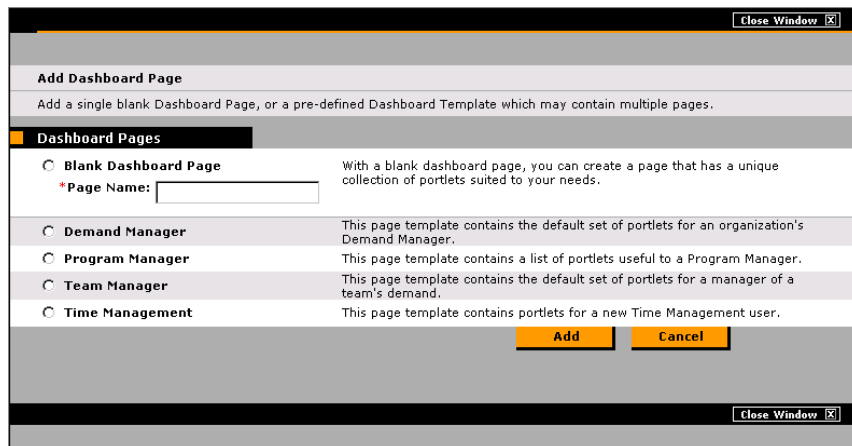 Close Window X
Add Dashboard Page
Add a single blank Dashboard Page, or a pre-defined Dashboard Template which may contain multiple pages.
Dashboard Pages
Blank Dashboard Page
With a blank dashboard page, you can create a page that has a unique
collection of portlets suited to your needs.
*Page Name:
Demand Manager
This page template contains the default set of portlets for an organization's
Demand Manager.
Program Manager
This page template contains a list of portlets useful to a Program Manager.
Team Manager
This page template contains the default set of portlets for a manager of a
team's demand.
Time Management
This page template contains portlets for a new Time Management user.
Add
Cancel
Close Window X